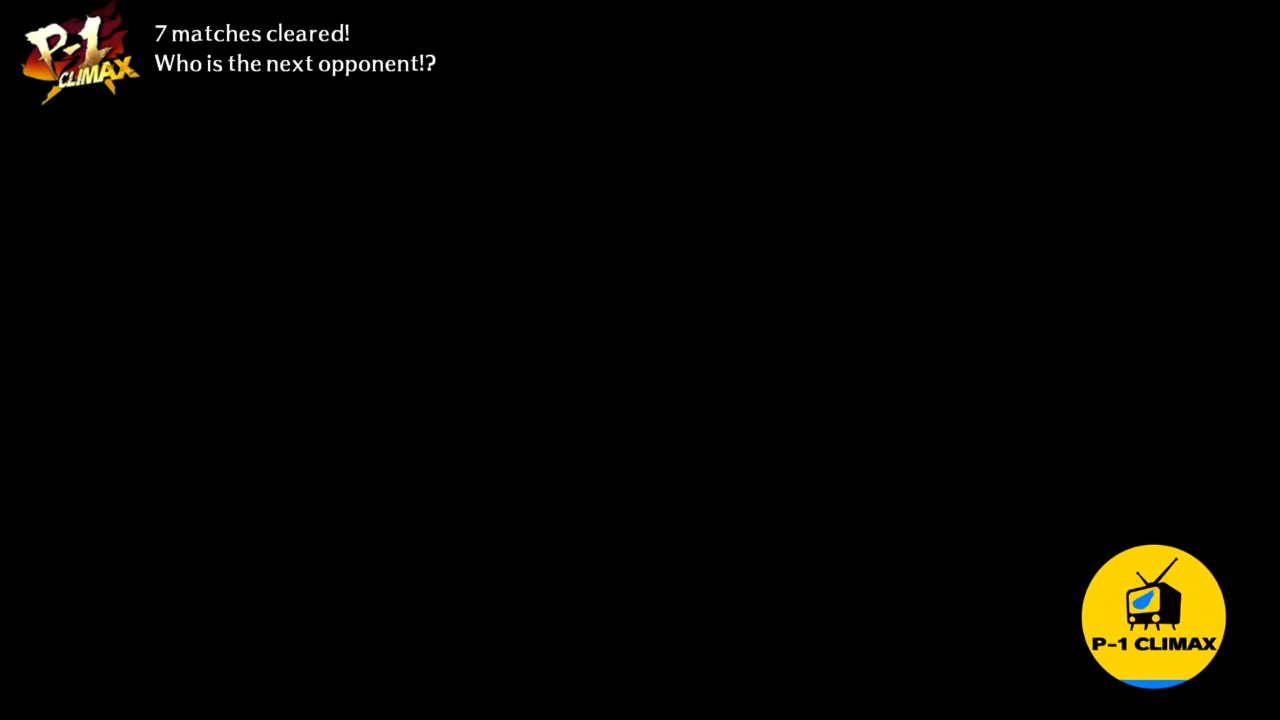 P-1
CLIMAX
7 matches cleared!
Who is the next opponent!?
P-1 CLIMAX